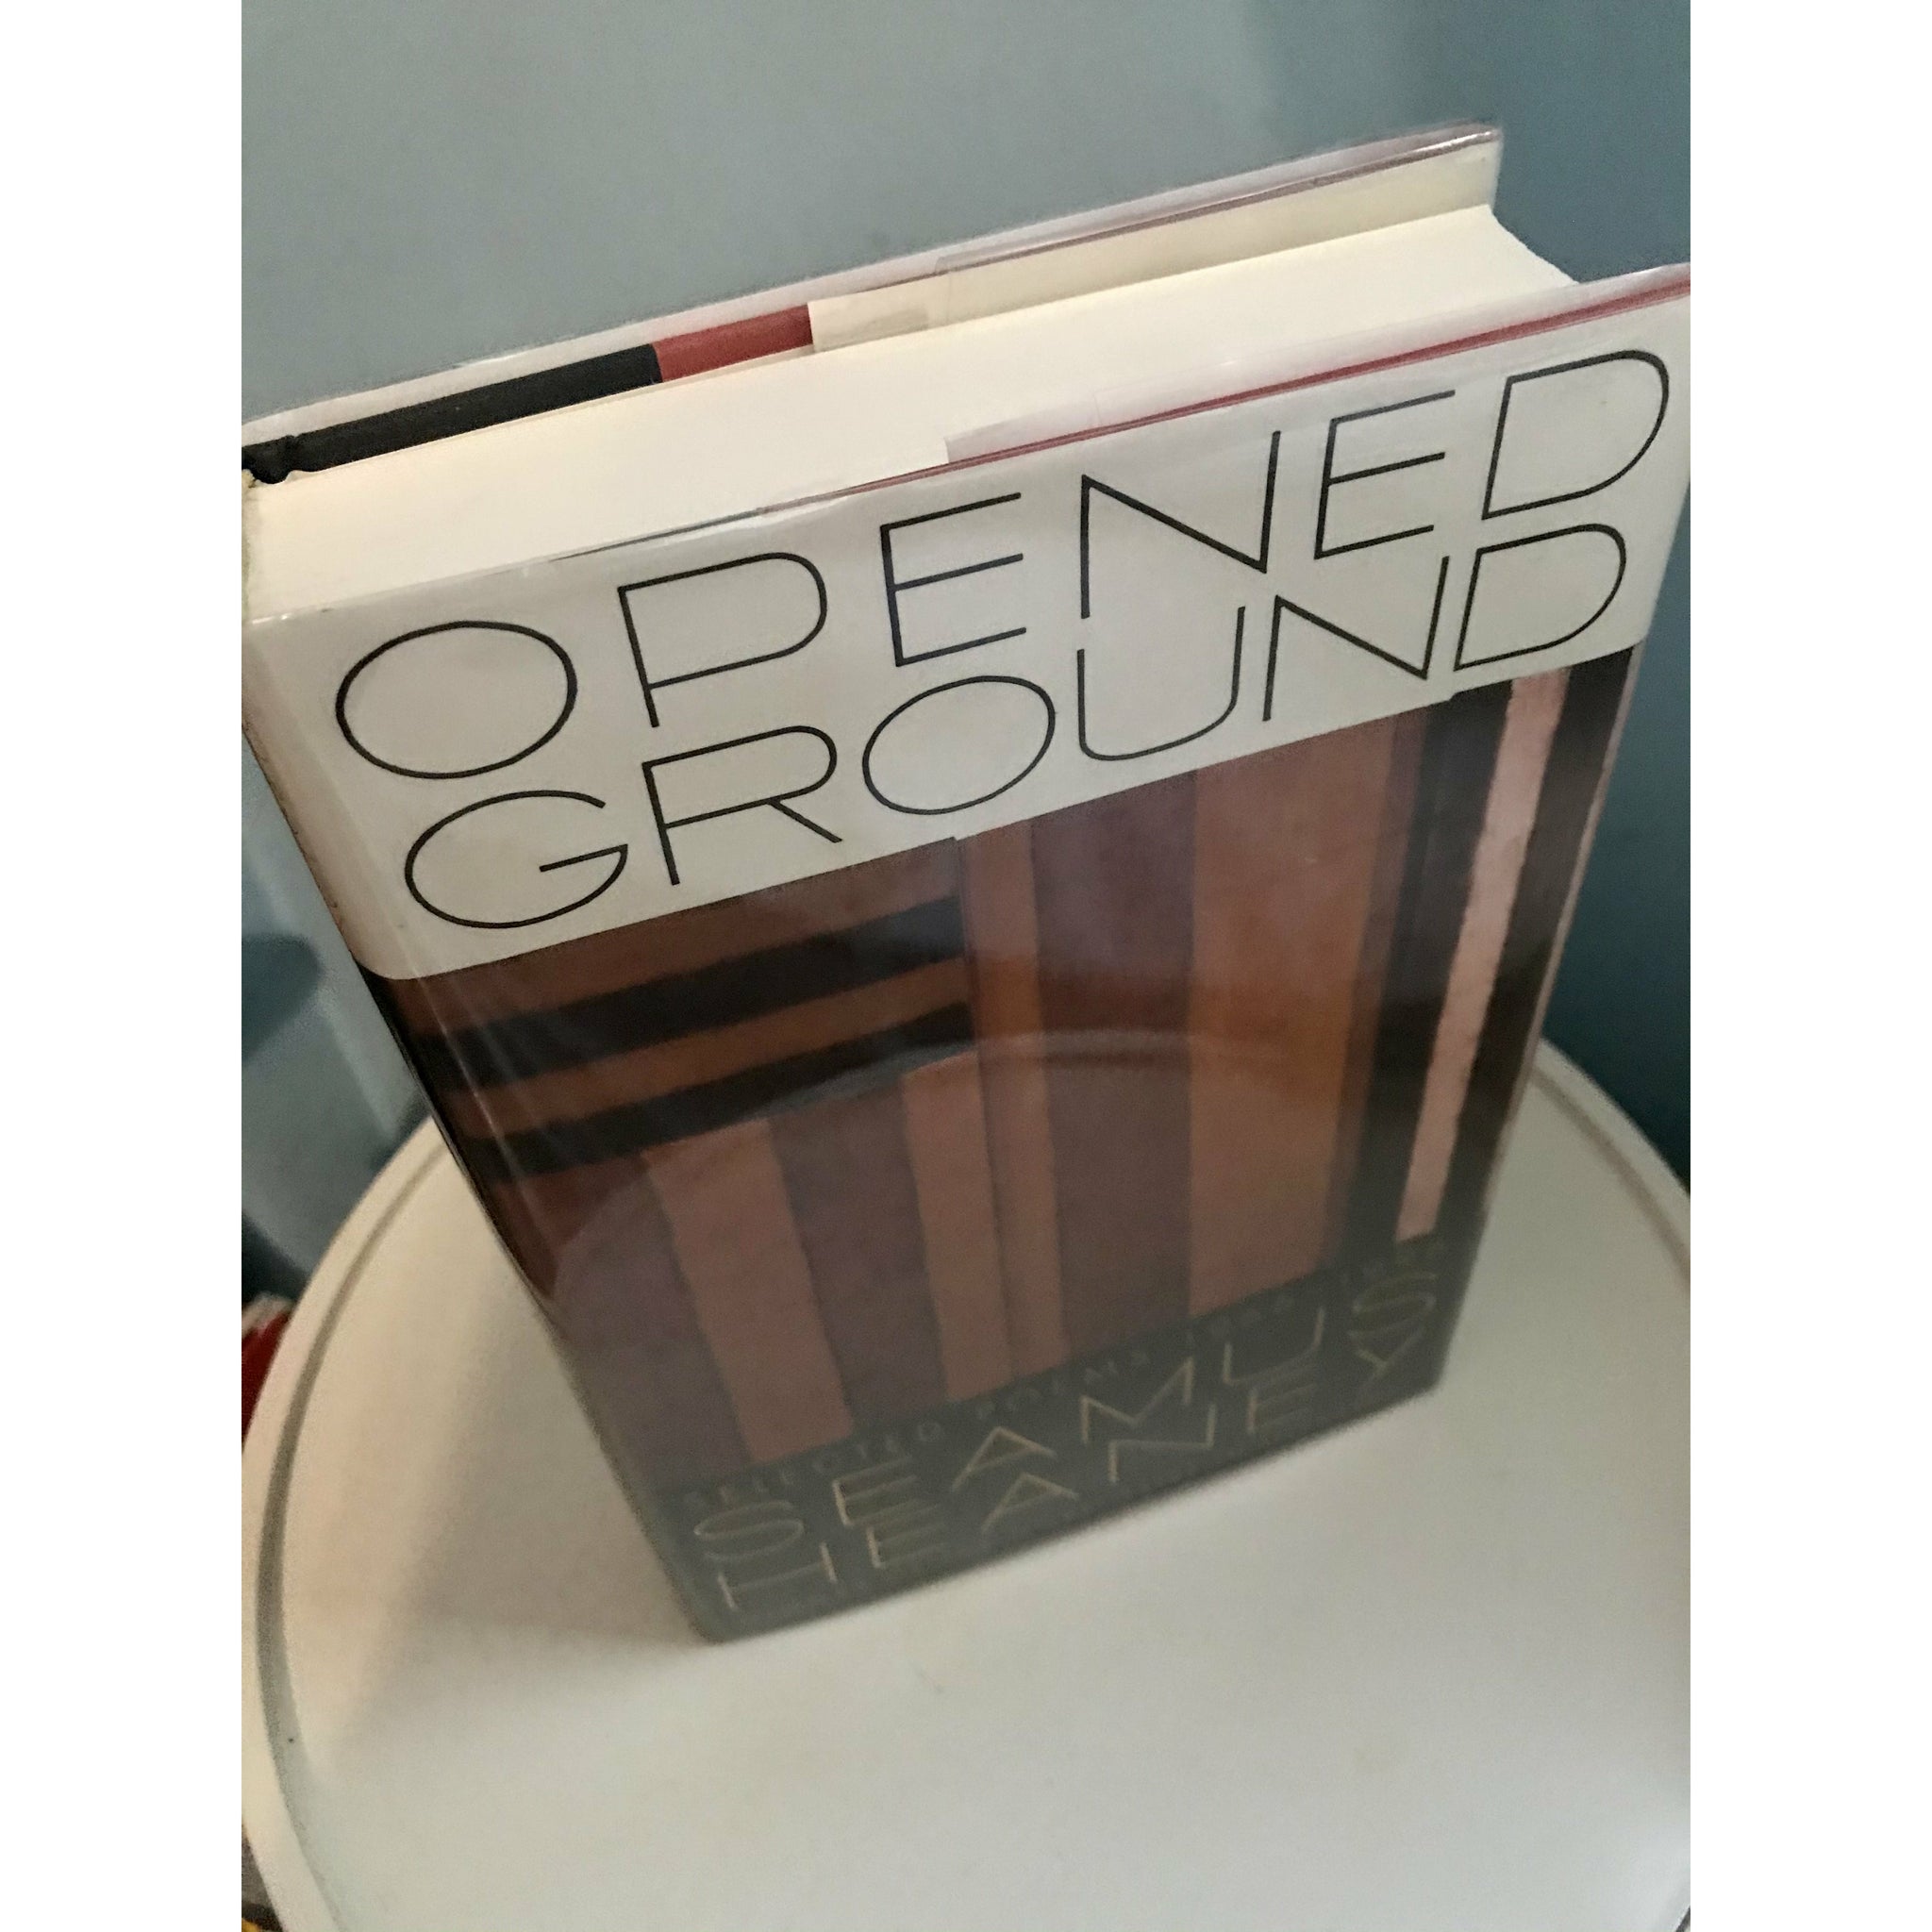 OPENED
GROUND
SELECTED POEMS
SEAMUS
HEANEY